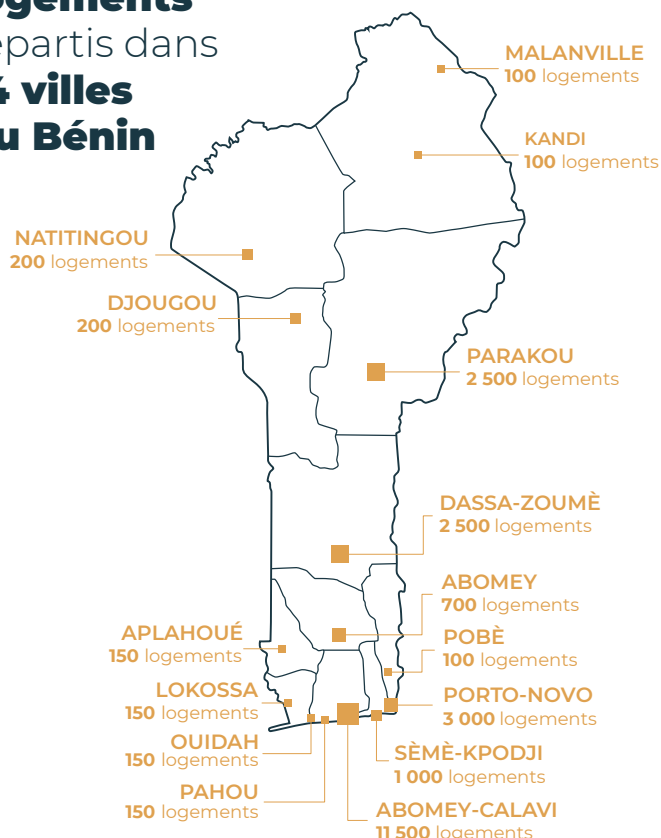 ogements
épartis dans
4 villes
u Bénin
MALANVILLE
100 logements
KANDI
100 logements
NATITINGOU
200 logements
DJOUGOU
200 logements
PARAKOU
2 500 logements
DASSA-ZOUMÈ
2 500 logements
ABOMEY
700 logements
APLAHOUÉ
150 logements
POBÈ
100 logements
LOKOSSA
150 logements
PORTO-NOVO
3 000 logements
OUIDAH
150 logements
SÈMÈ-KPODJI
1 000 logements
PAHOU
150 logements
ABOMEY-CALAVI
11 500 logements